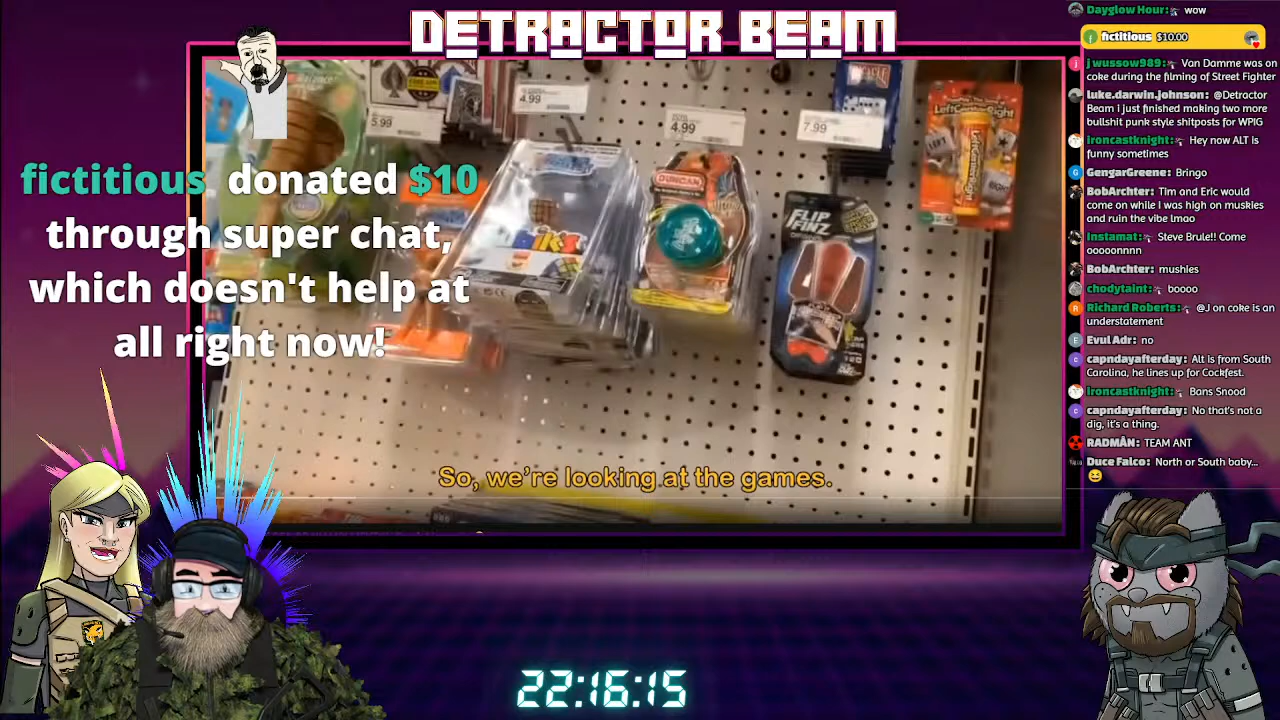 DETRACTOR BEAM
fictitious donated $10
through super chat,
which doesn't help at
all right now!
5.99
4.99
4.99
7.99
DUNCAN
FLIP
FINZ
LeftCenterRight
RIGHT
So, we're looking at the games.
22:16:15
Dayglow Hour: wow
fictitious $10.00
j wussow989: Van Damme was on
coke during the filming of Street Fighter
luke.darwin.johnson: @Detractor
Beam i just finished making two more
bullshit punk style shitposts for WPIG
ironcastknight: Hey now ALT is
funny sometimes
GengarGreene: Bringo
BobArchter: TIm and Eric would
come on while I was high on muskies
and ruin the vibe lmao
Instamat: Steve Brule!! Come
ooooonnnn
BobArchter: mushies
chodytaint: boooo
Richard Roberts: @J on coke is an
understatement
Evul Adr: no
capndayafterday: Alt is from South
Carolina, he lines up for Cockfest.
ironcastknight: Bans Snood
capndayafterday: No that's not a
dig, it's a thing.
RADMÂN: TEAM ANT
Duce Falco: North or South baby...